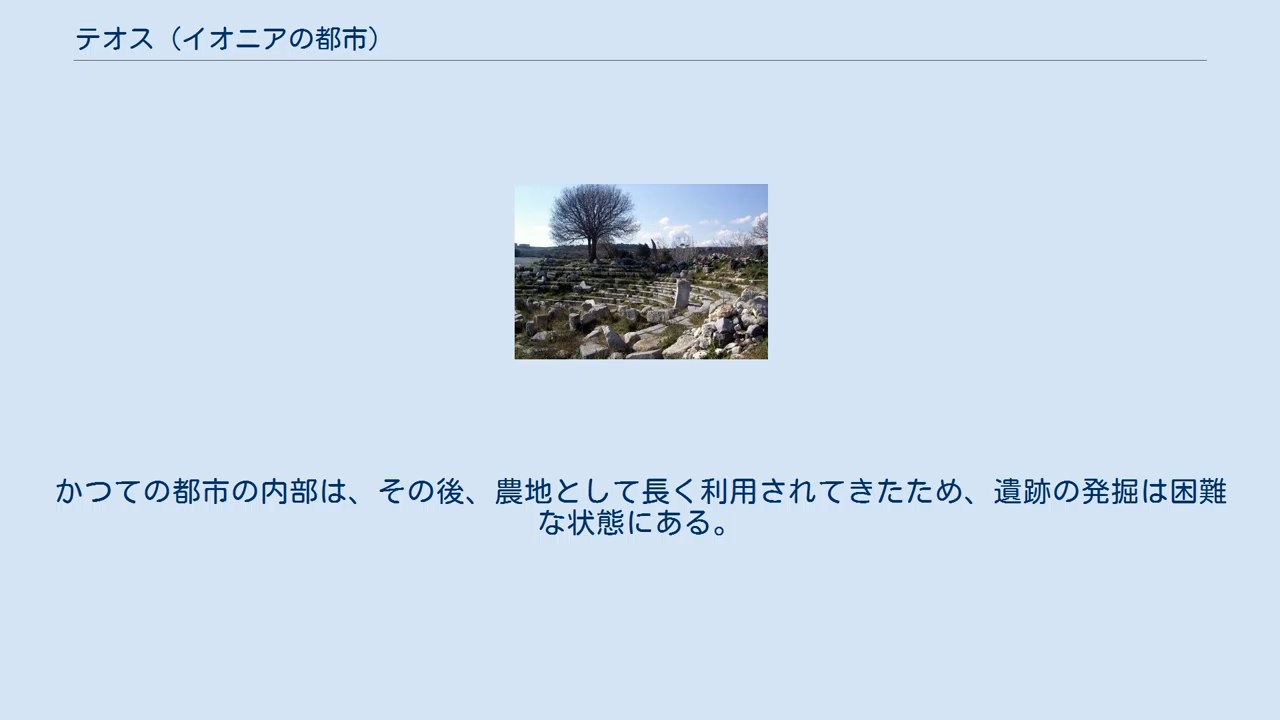 テオス（イオニアの都市）
かつての都市の内部は、その後、農地として長く利用されてきたため、遺跡の発掘は困難
な状態にある。